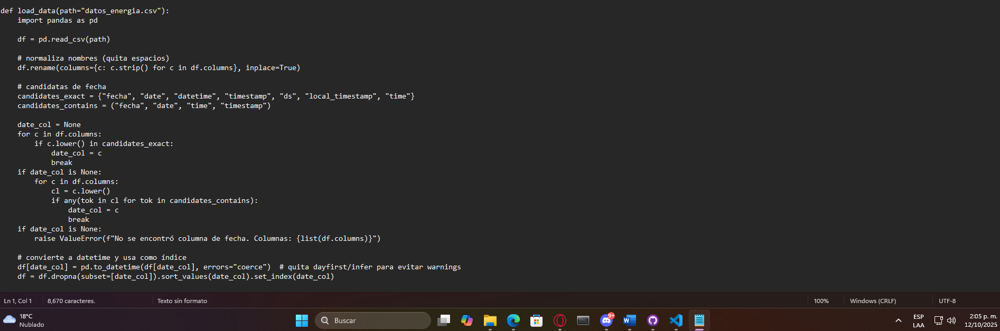 def load_data(path="datos_energia.csv"):
    import pandas as pd

    df = pd.read_csv(path)

    # normaliza nombres (quita espacios)
    df.rename(columns={c: c.strip() for c in df.columns}, inplace=True)

    # candidatas de fecha
    candidates_exact = {"fecha", "date", "datetime", "timestamp", "ds", "local_timestamp", "time"}
    candidates_contains = ("fecha", "date", "time", "timestamp")

    date_col = None
    for c in df.columns:
        if c.lower() in candidates_exact:
            date_col = c
            break
    if date_col is None:
        for c in df.columns:
            cl = c.lower()
            if any(tok in cl for tok in candidates_contains):
                date_col = c
                break
    if date_col is None:
        raise ValueError(f"No se encontró columna de fecha. Columnas: {list(df.columns)}")

    # convierte a datetime y usa como índice
    df[date_col] = pd.to_datetime(df[date_col], errors="coerce")  # quita dayfirst/infer para evitar warnings
    df = df.dropna(subset=[date_col]).sort_values(date_col).set_index(date_col)
Ln 1, Col 1 8,670 caracteres. Texto sin formato 100% Windows (CRLF) UTF-8
18°C
Nublado
Buscar
9+
W
ESP
LAA
2:05 p. m.
12/10/2025